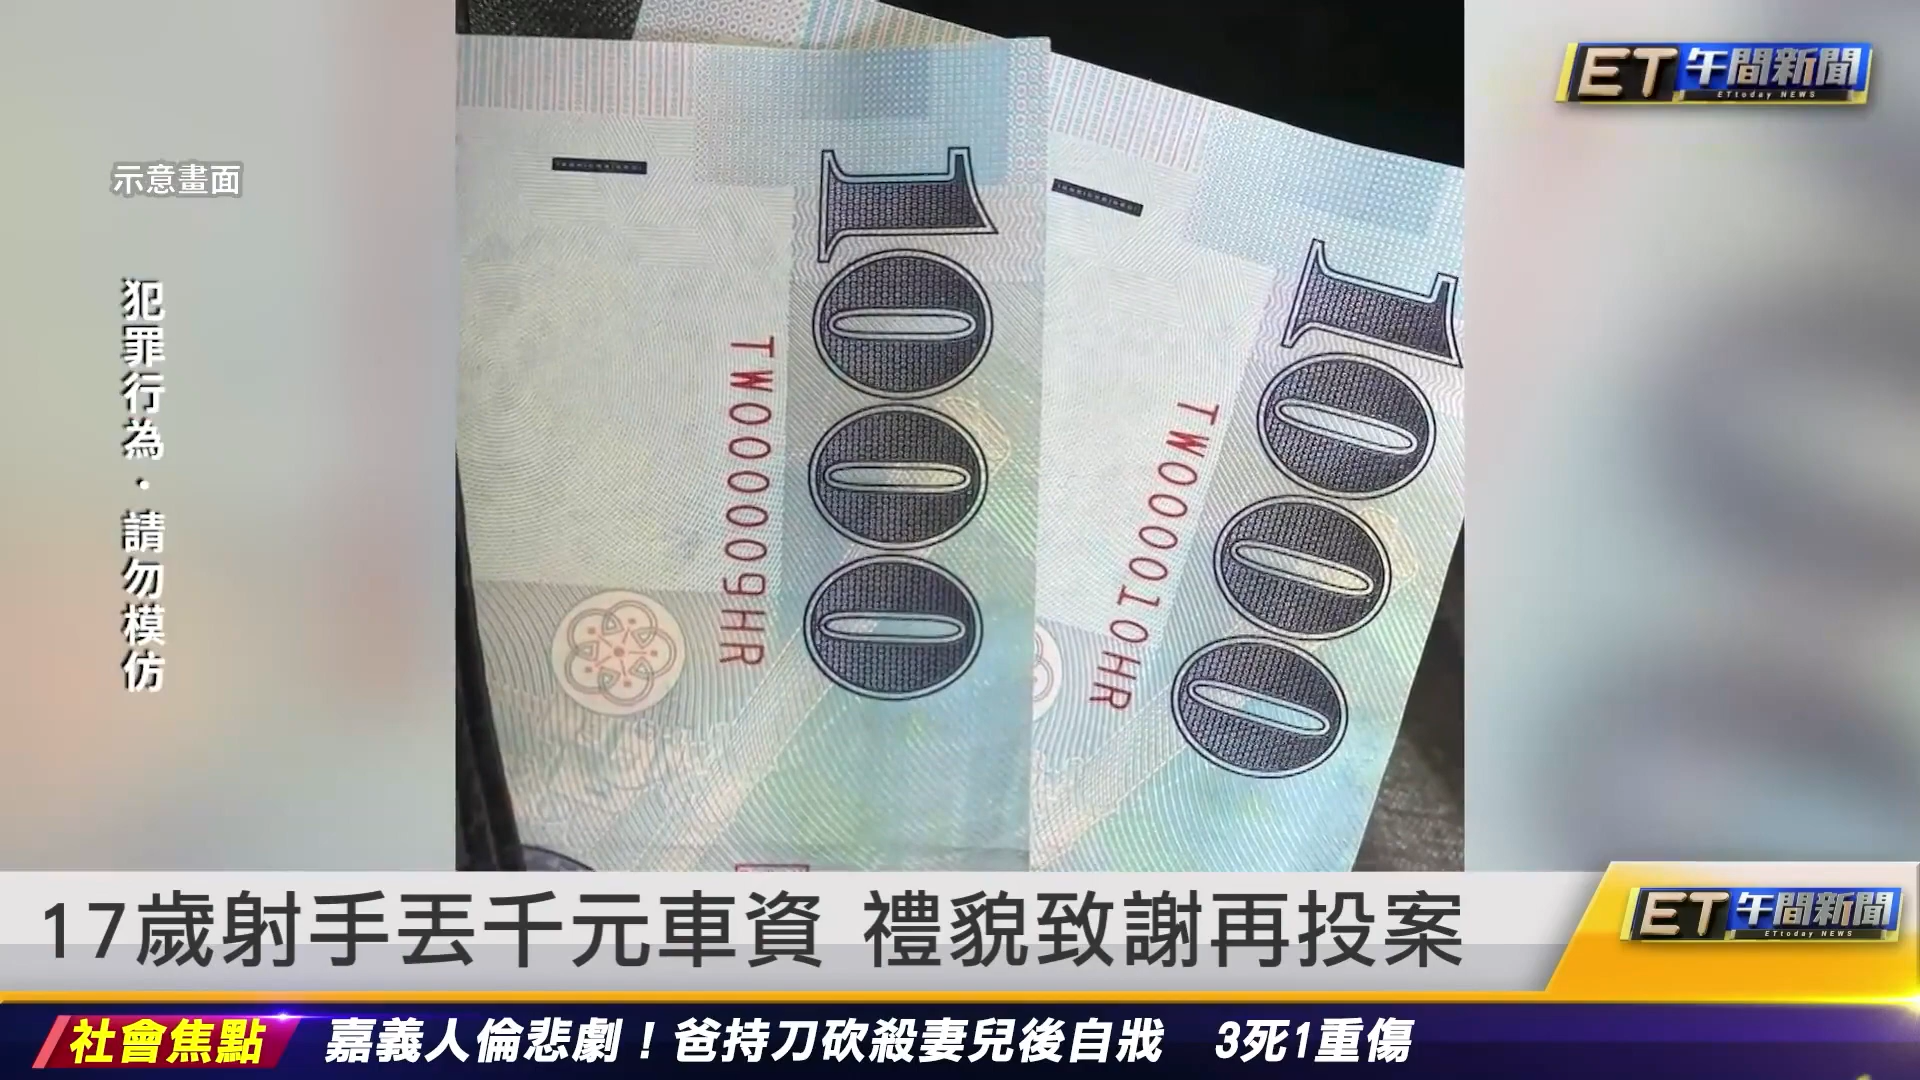 ET午間新聞
ETtoday NEWS
示意畫面
犯罪行為·請勿模仿
1000
TW00009HR
1000
TW00010HR
17歲射手丟千元車資 禮貌致謝再投案
ET午間新聞
ETtoday NEWS
社會焦點
嘉義人倫悲劇！爸持刀砍殺妻兒後自戕 3死1重傷